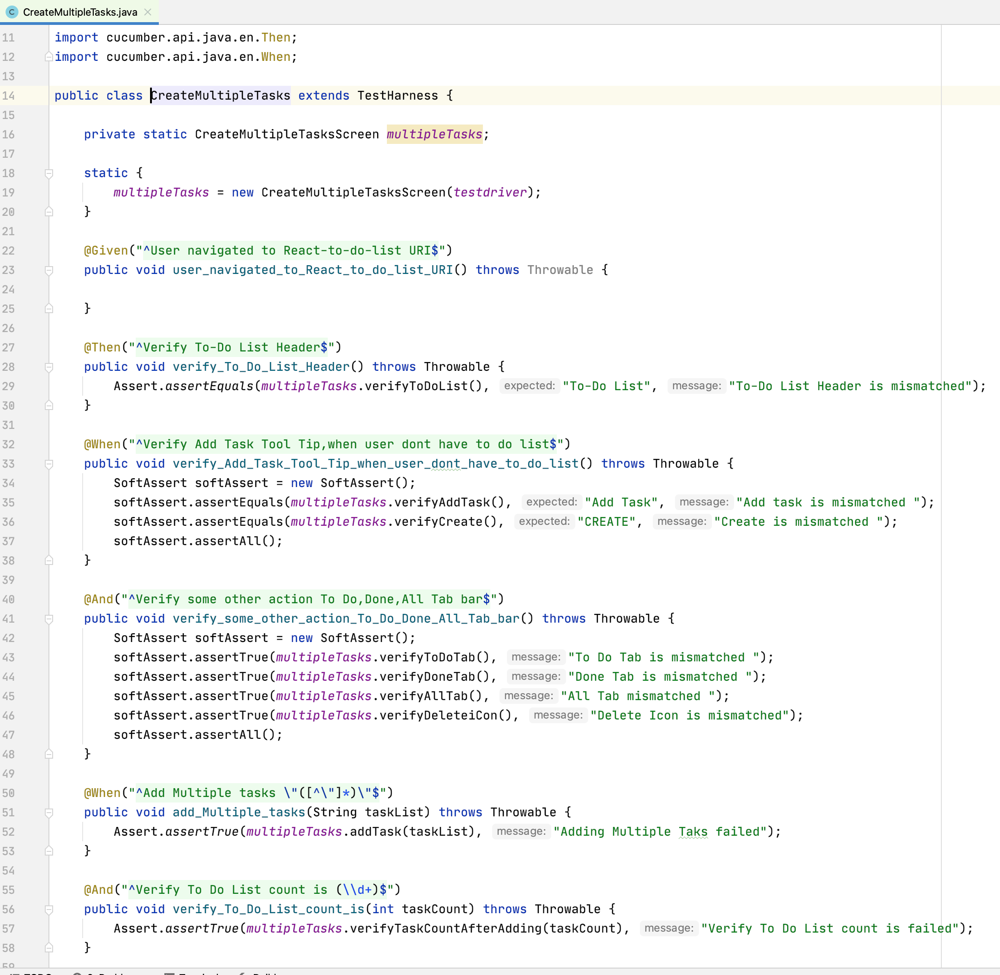 CreateMultipleTasks.java
11 import cucumber.api.java.en.Then;
12 import cucumber.api.java.en.When;
13
14 public class CreateMultipleTasks extends TestHarness {
15
16 private static CreateMultipleTasksScreen multipleTasks;
17
18 static {
19 multipleTasks = new CreateMultipleTasksScreen(testdriver);
20 }
21
22 @Given("^User navigated to React-to-do-list URI$")
23 public void user_navigated_to_React_to_do_list_URI() throws Throwable {
24
25 }
26
27 @Then("^Verify To-Do List Header$")
28 public void verify_To_Do_List_Header() throws Throwable {
29 Assert.assertEquals(multipleTasks.verifyToDoList(), expected: "To-Do List", message: "To-Do List Header is mismatched");
30 }
31
32 @When("^Verify Add Task Tool Tip,when user dont have to do list$")
33 public void verify_Add_Task_Tool_Tip_when_user_dont_have_to_do_list() throws Throwable {
34 SoftAssert softAssert = new SoftAssert();
35 softAssert.assertEquals(multipleTasks.verifyAddTask(), expected: "Add Task", message: "Add task is mismatched ");
36 softAssert.assertEquals(multipleTasks.verifyCreate(), expected: "CREATE", message: "Create is mismatched ");
37 softAssert.assertAll();
38 }
39
40 @And("^Verify some other action To Do,Done,All Tab bar$")
41 public void verify_some_other_action_To_Do_Done_All_Tab_bar() throws Throwable {
42 SoftAssert softAssert = new SoftAssert();
43 softAssert.assertTrue(multipleTasks.verifyToDoTab(), message: "To Do Tab is mismatched ");
44 softAssert.assertTrue(multipleTasks.verifyDoneTab(), message: "Done Tab is mismatched ");
45 softAssert.assertTrue(multipleTasks.verifyAllTab(), message: "All Tab mismatched ");
46 softAssert.assertTrue(multipleTasks.verifyDeleteiCon(), message: "Delete Icon is mismatched");
47 softAssert.assertAll();
48 }
49
50 @When("^Add Multiple tasks \"([^\"]*)\"$")
51 public void add_Multiple_tasks(String taskList) throws Throwable {
52 Assert.assertTrue(multipleTasks.addTask(taskList), message: "Adding Multiple Taks failed");
53 }
54
55 @And("^Verify To Do List count is (\\d+)$")
56 public void verify_To_Do_List_count_is(int taskCount) throws Throwable {
57 Assert.assertTrue(multipleTasks.verifyTaskCountAfterAdding(taskCount), message: "Verify To Do List count is failed");
58 }
59